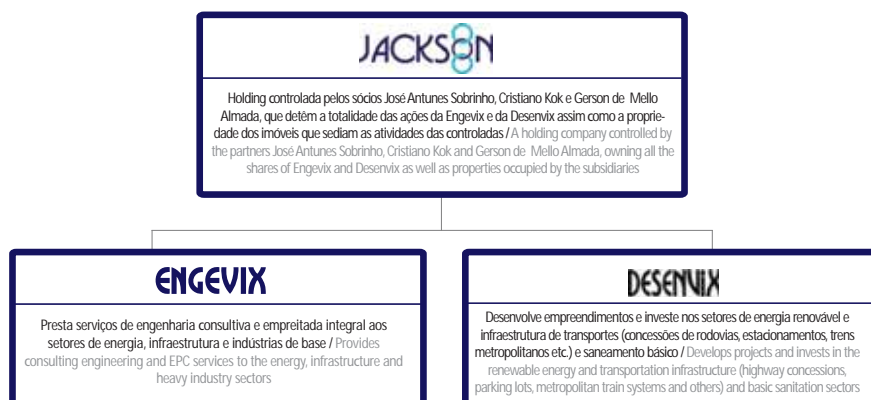 JACKSON
Holding controlada pelos sócios José Antunes Sobrinho, Cristiano Kok e Gerson de Mello
Almada, que detêm a totalidade das ações da Engevix e da Desenvix assim como a proprie-
dade dos imóveis que sediam as atividades das controladas / A holding company controlled by
the partners José Antunes Sobrinho, Cristiano Kok and Gerson de Mello Almada, owning all the
shares of Engevix and Desenvix as well as properties occupied by the subsidiaries
ENGEVIX
Presta serviços de engenharia consultiva e empreitada integral aos
setores de energia, infraestrutura e indústrias de base / Provides
consulting engineering and EPC services to the energy, infrastructure and
heavy industry sectors
DESENVIX
Desenvolve empreendimentos e investe nos setores de energia renovável e
infraestrutura de transportes (concessões de rodovias, estacionamentos, trens
metropolitanos etc.) e saneamento básico / Develops projects and invests in the
renewable energy and transportation infrastructure (highway concessions,
parking lots, metropolitan train systems and others) and basic sanitation sectors